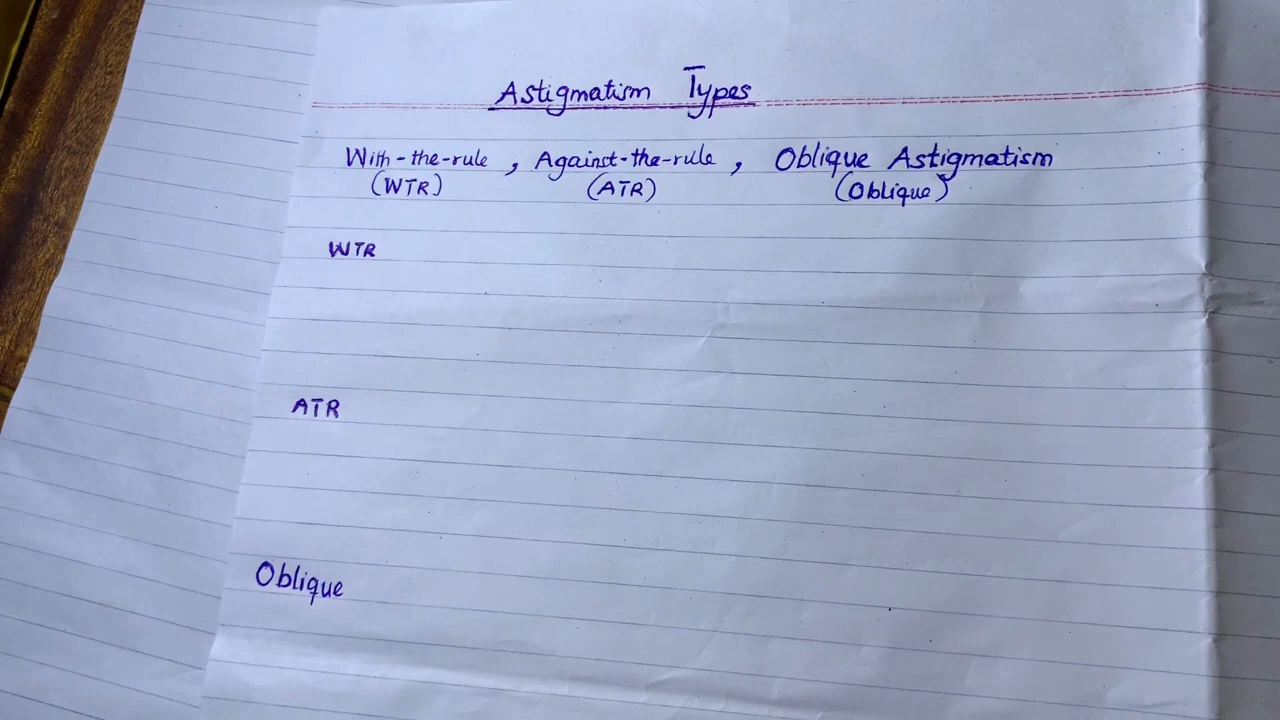 Astigmatism Types
With-the-rule , Against-the-rule , Oblique Astigmatism
(WTR) (ATR) (Oblique)
WTR
ATR
Oblique